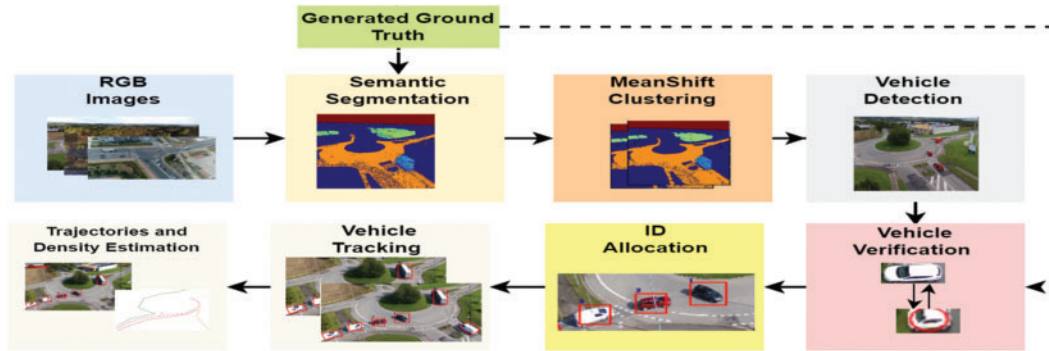 Generated Ground
Truth
RGB
Images
Semantic
Segmentation
MeanShift
Clustering
Vehicle
Detection
Trajectories and
Density Estimation
Vehicle
Tracking
ID
Allocation
Vehicle
Verification